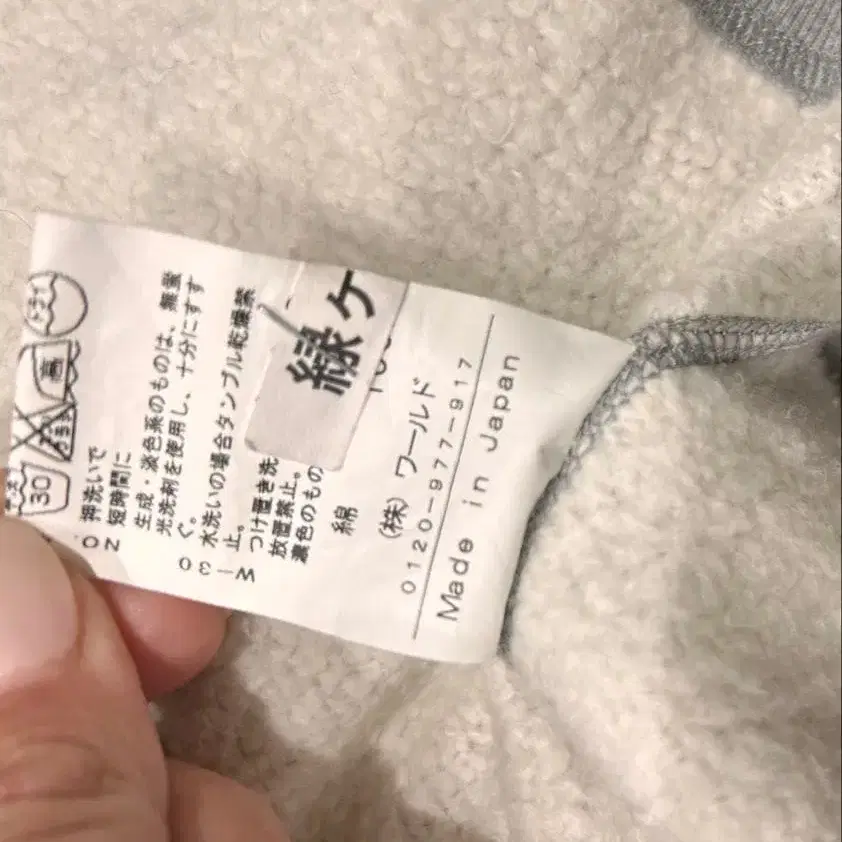 ドライ
高
30
押洗いで
短時間に
生成・淡色系のものは、無蛍
光洗剤を使用し、十分にすす
ぐ。
水洗いの場合タンブル乾燥禁
止。
つけ置き洗
放置禁止。
濃色のもの
緑ケ
綿
(株) ワールド
0120-977-917
Made in Japan